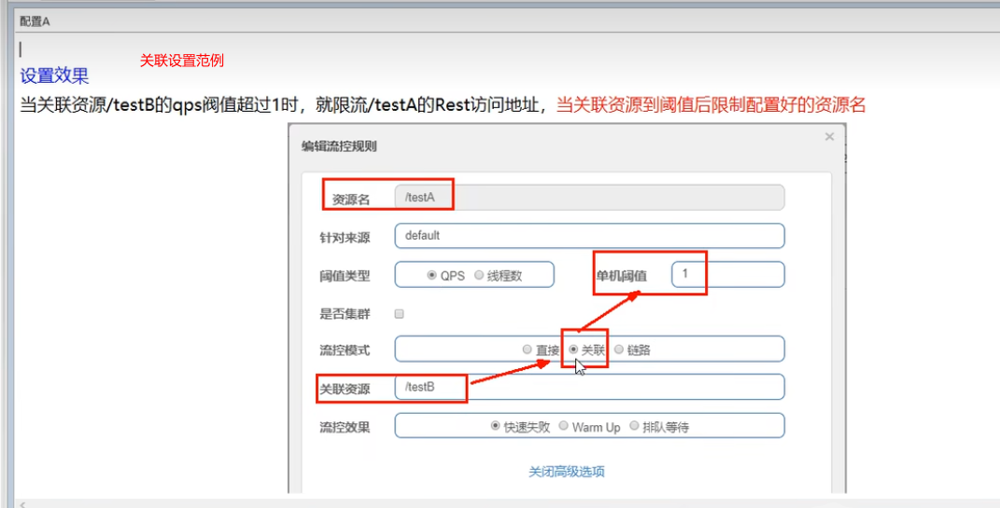 配置A
关联设置范例
设置效果
当关联资源/testB的qps阀值超过1时，就限流/testA的Rest访问地址，当关联资源到阈值后限制配置好的资源名
编辑流控规则
×
资源名 /testA
针对来源 default
阈值类型 QPS 线程数 单机阈值 1
是否集群
流控模式 直接 关联 链路
关联资源 /testB
流控效果 快速失败 Warm Up 排队等待
关闭高级选项